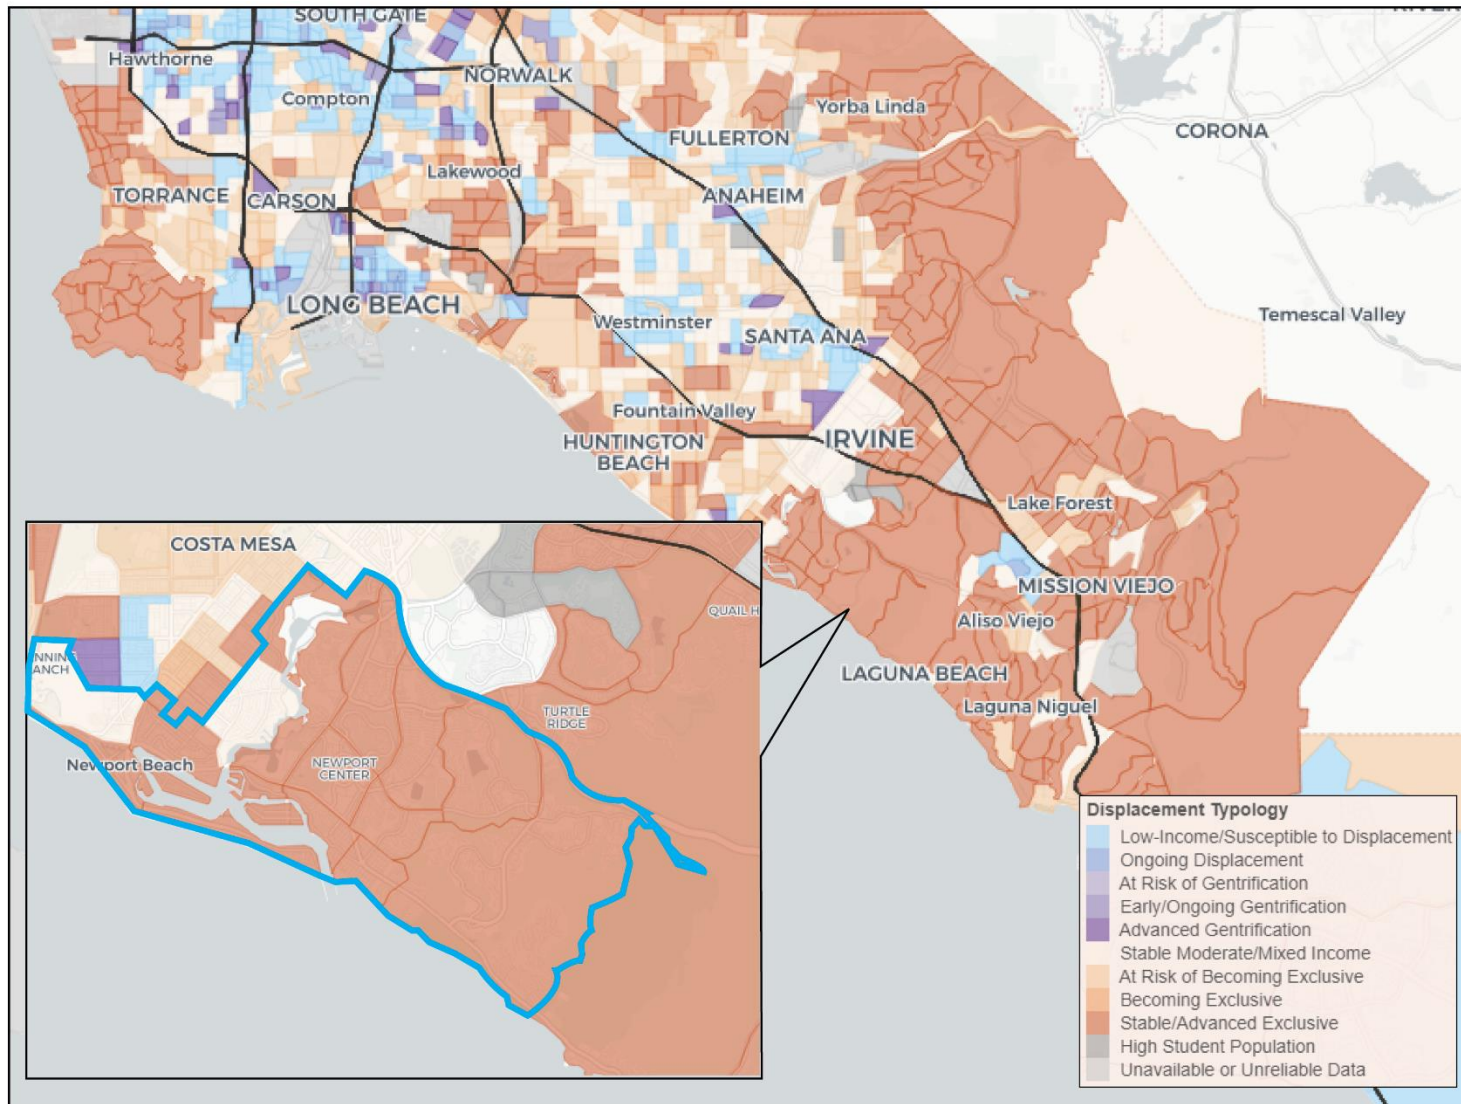 SOUTH GATE
Hawthorne
NORWALK
Compton
Yorba Linda
CORONA
FULLERTON
Lakewood
TORRANCE
CARSON
ANAHEIM
LONG BEACH
Westminster
SANTA ANA
Temescal Valley
Fountain Valley
IRVINE
HUNTINGTON
BEACH
Lake Forest
MISSION VIEJO
Aliso Viejo
LAGUNA BEACH
Laguna Niguel
COSTA MESA
QUAIL H
NNING
ANCH
TURTLE
RIDGE
Newport Beach
NEWPORT
CENTER
Displacement Typology
Low-Income/Susceptible to Displacement
Ongoing Displacement
At Risk of Gentrification
Early/Ongoing Gentrification
Advanced Gentrification
Stable Moderate/Mixed Income
At Risk of Becoming Exclusive
Becoming Exclusive
Stable/Advanced Exclusive
High Student Population
Unavailable or Unreliable Data